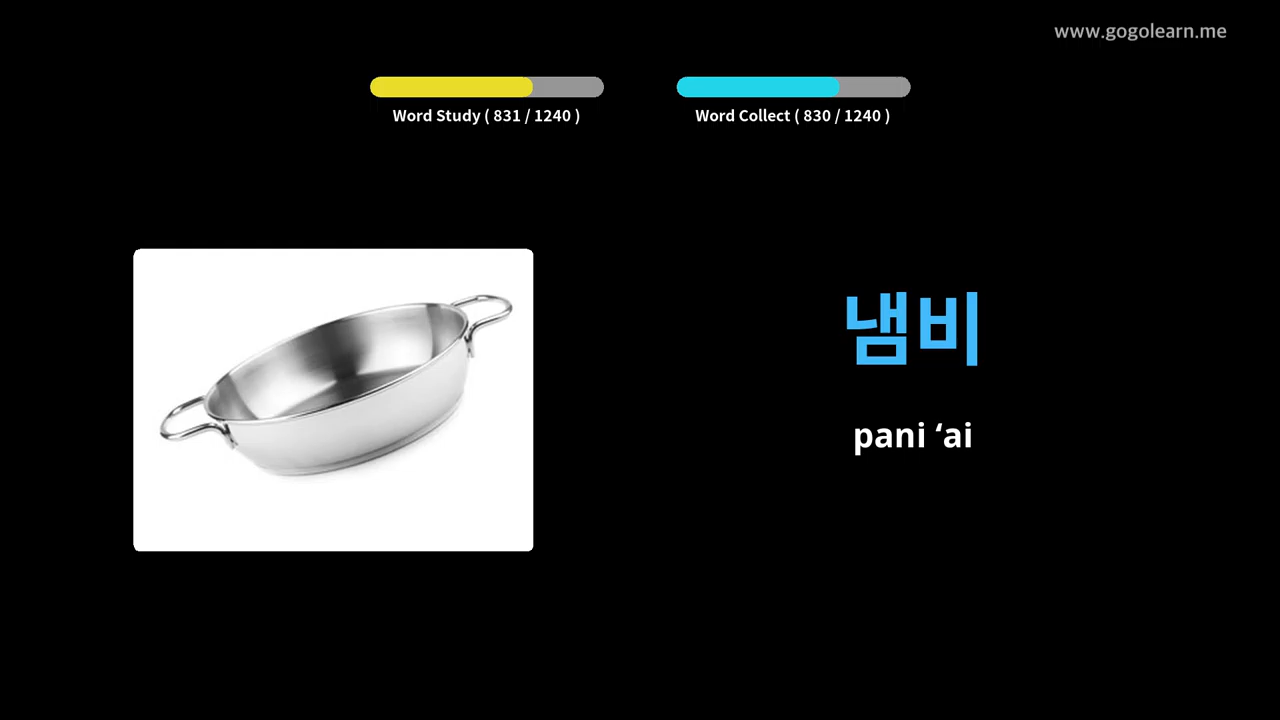 www.gogolearn.me
Word Study ( 831 / 1240 )
Word Collect ( 830 / 1240 )
냄비
pani ‘ai